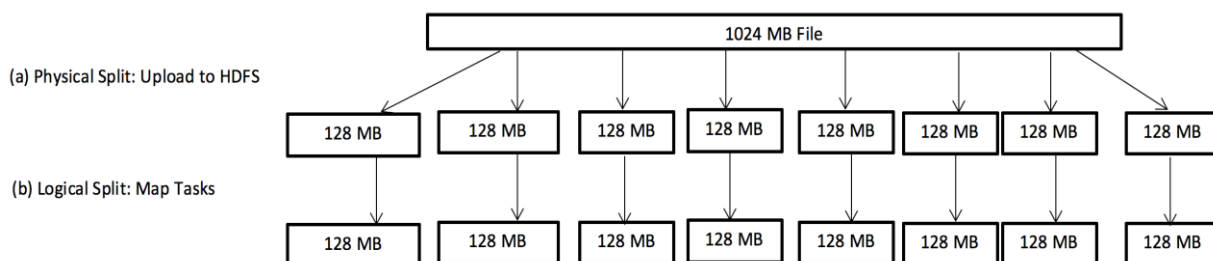 1024 MB File
(a) Physical Split: Upload to HDFS
128 MB 128 MB 128 MB 128 MB 128 MB 128 MB 128 MB 128 MB
(b) Logical Split: Map Tasks
128 MB 128 MB 128 MB 128 MB 128 MB 128 MB 128 MB 128 MB